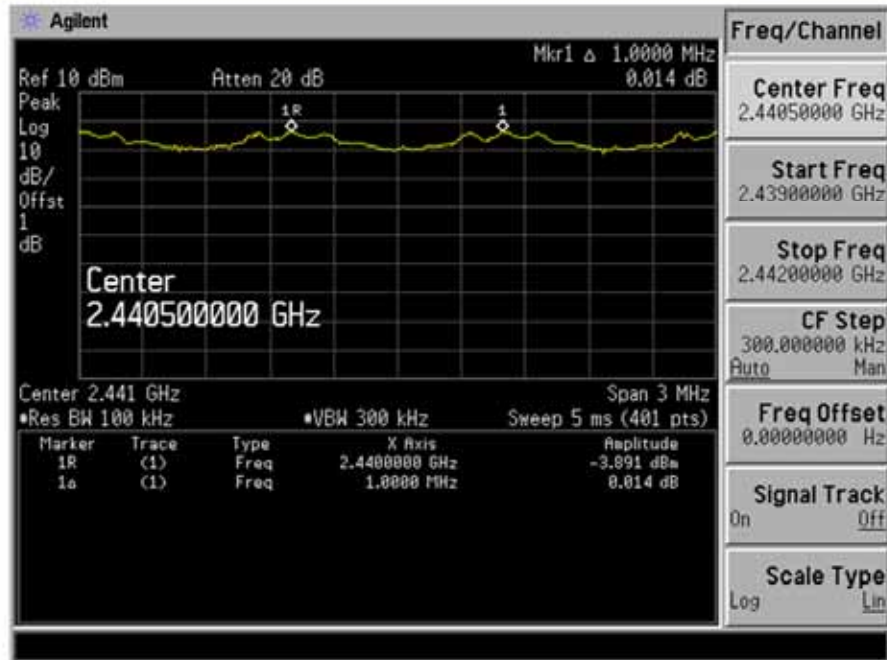 Agilent
Mkr1 Δ 1.0000 MHz
Ref 10 dBm Atten 20 dB 0.014 dB
Peak
Log
10
dB/
Offst
1
dB
1R
1
Center
2.440500000 GHz
Center 2.441 GHz Span 3 MHz
*Res BW 100 kHz *VBW 300 kHz Sweep 5 ms (401 pts)
Marker Trace Type X Axis Amplitude
1R (1) Freq 2.4400000 GHz -3.891 dBm
1Δ (1) Freq 1.0000 MHz 0.014 dB
Freq/Channel
Center Freq
2.44050000 GHz
Start Freq
2.43900000 GHz
Stop Freq
2.44200000 GHz
CF Step
300.000000 kHz
Auto Man
Freq Offset
0.00000000 Hz
Signal Track
On Off
Scale Type
Log Lin